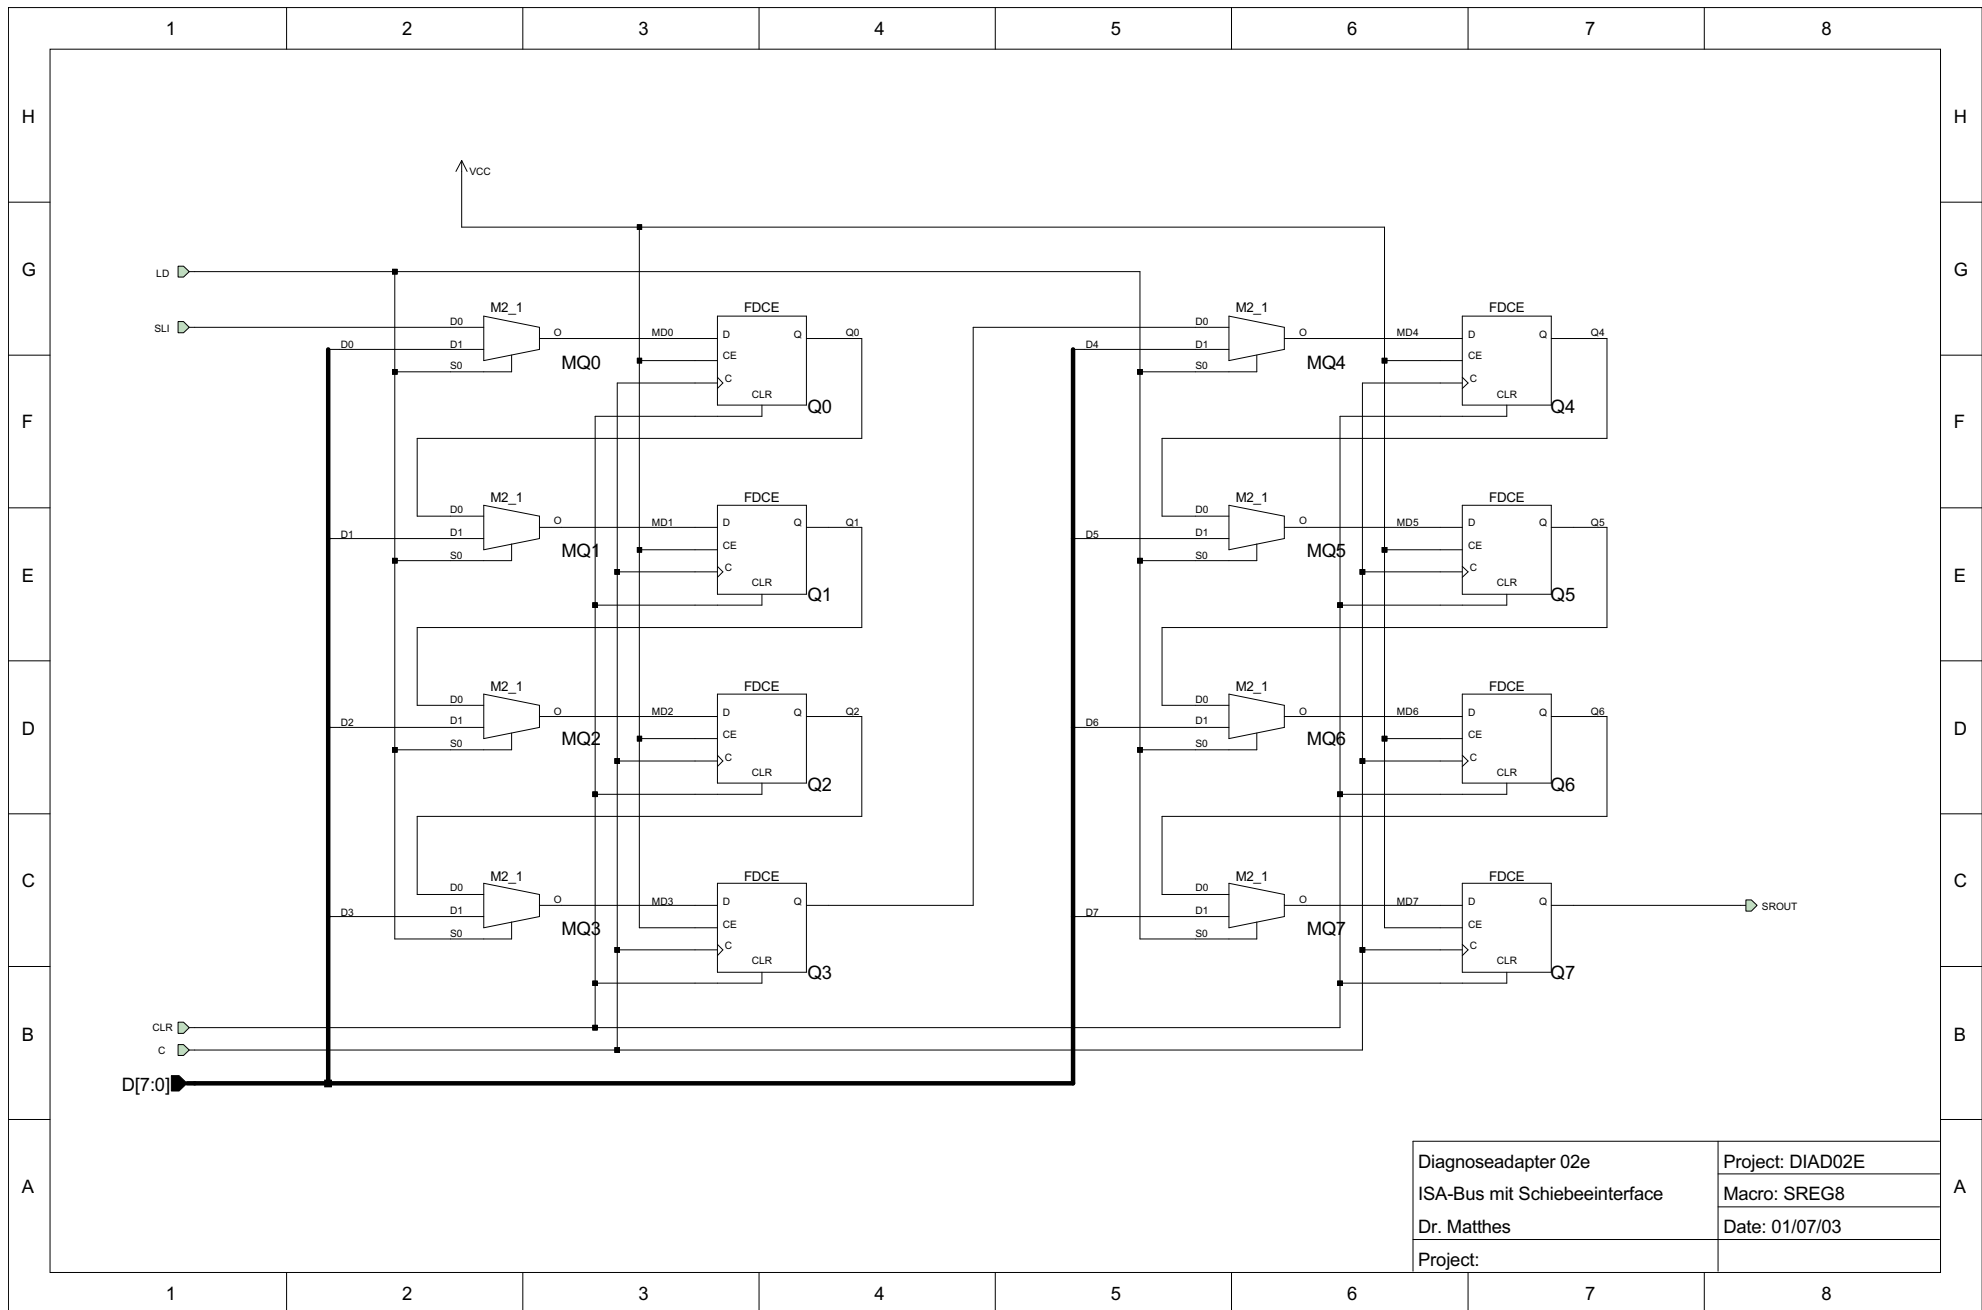 1 2 3 4 5 6 7 8
H H
VCC
G G
LD
M2_1 FDCE M2_1 FDCE
SLI D0 O MD0 D Q Q0 D0 O MD4 D Q Q4
D0 D1 CE D4 D1 CE
S0 MQ0 C S0 MQ4 C
CLR Q0 CLR Q4
F F
M2_1 FDCE M2_1 FDCE
D0 O MD1 D Q Q1 D0 O MD5 D Q Q5
D1 D1 CE D5 D1 CE
S0 MQ1 C S0 MQ5 C
E E
CLR Q1 CLR Q5
M2_1 FDCE M2_1 FDCE
D0 O MD2 D Q Q2 D0 O MD6 D Q Q6
D D2 D1 CE D6 D1 CE D
S0 MQ2 C S0 MQ6 C
CLR Q2 CLR Q6
M2_1 FDCE M2_1 FDCE
C C
D0 O MD3 D Q D0 O MD7 D Q SROUT
D3 D1 CE D7 D1 CE
S0 MQ3 C S0 MQ7 C
CLR Q3 CLR Q7
CLR
B B
C
D[7:0]
Diagnoseadapter 02e Project: DIAD02E
A A
ISA-Bus mit Schiebeeinterface Macro: SREG8
Dr. Matthes Date: 01/07/03
Project:
1 2 3 4 5 6 7 8